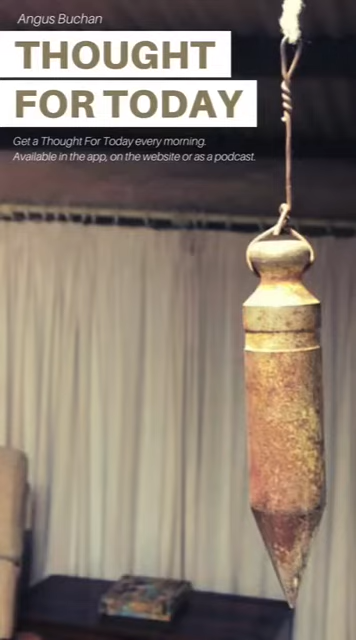 Angus Buchan
THOUGHT
FOR TODAY
Get a Thought For Today every morning.
Available in the app, on the website or as a podcast.